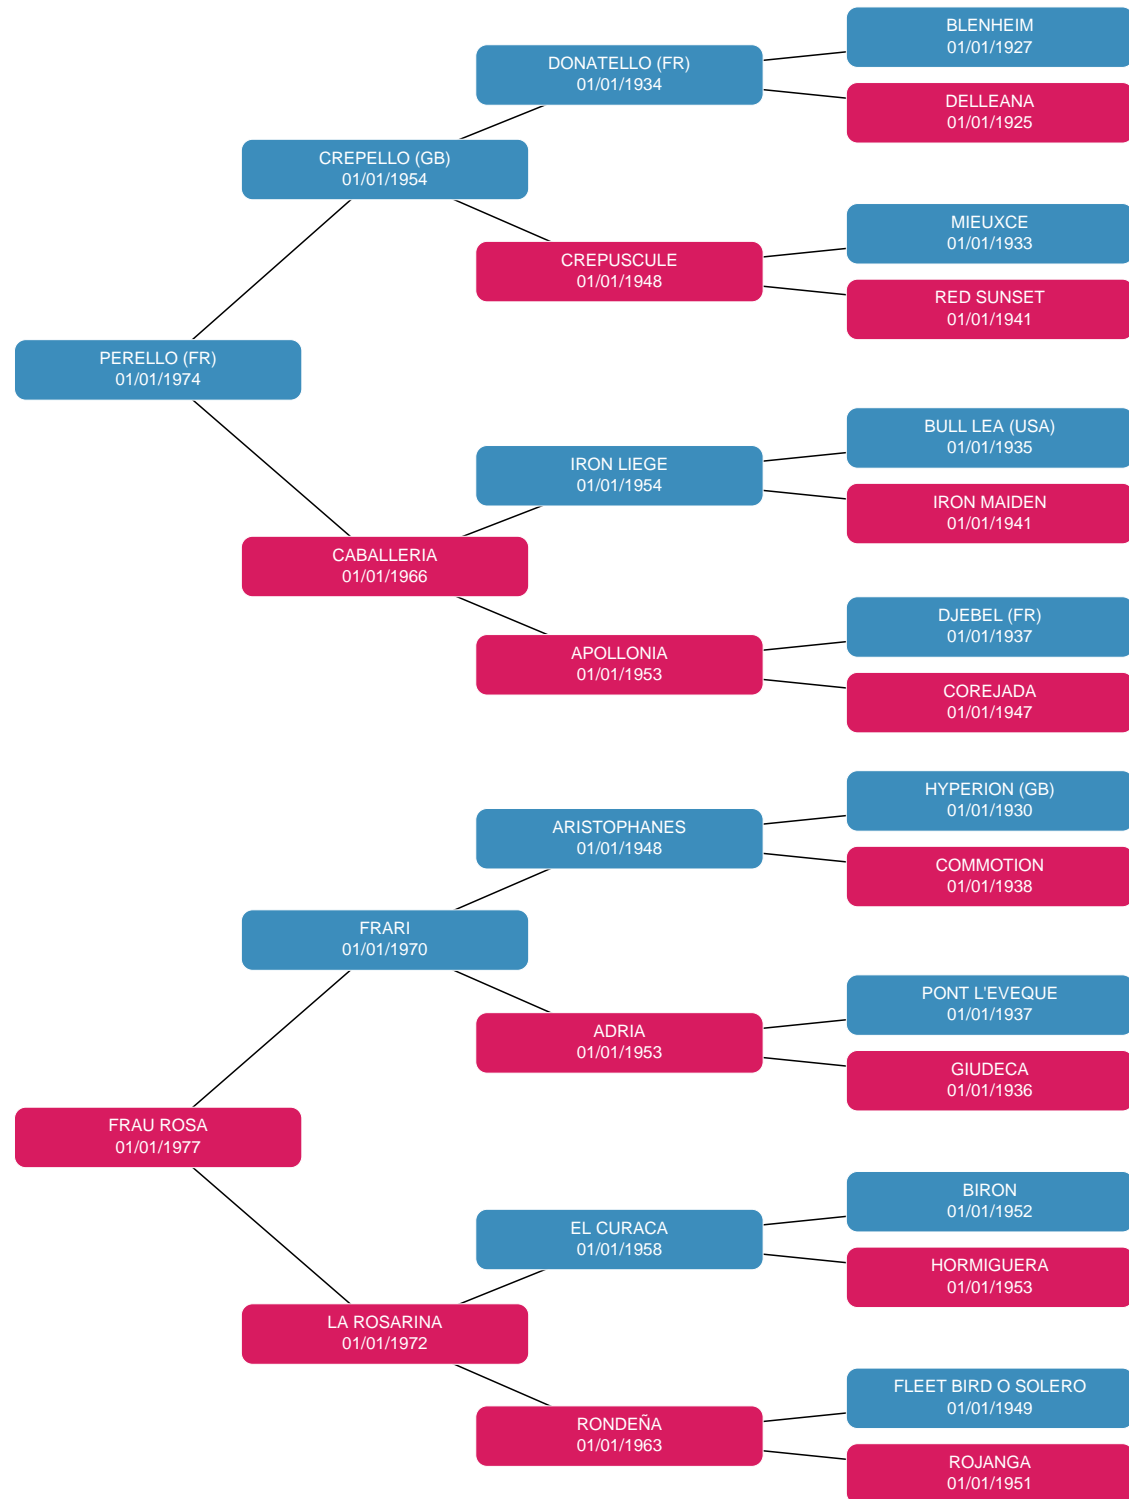 BLENHEIM
01/01/1927
DONATELLO (FR)
01/01/1934
DELLEANA
01/01/1925
CREPELLO (GB)
01/01/1954
MIEUXCE
01/01/1933
CREPUSCULE
01/01/1948
RED SUNSET
01/01/1941
PERELLO (FR)
01/01/1974
BULL LEA (USA)
01/01/1935
IRON LIEGE
01/01/1954
IRON MAIDEN
01/01/1941
CABALLERIA
01/01/1966
DJEBEL (FR)
01/01/1937
APOLLONIA
01/01/1953
COREJADA
01/01/1947
HYPERION (GB)
01/01/1930
ARISTOPHANES
01/01/1948
COMMOTION
01/01/1938
FRARI
01/01/1970
PONT L'EVEQUE
01/01/1937
ADRIA
01/01/1953
GIUDECA
01/01/1936
FRAU ROSA
01/01/1977
BIRON
01/01/1952
EL CURACA
01/01/1958
HORMIGUERA
01/01/1953
LA ROSARINA
01/01/1972
FLEET BIRD O SOLERO
01/01/1949
RONDEÑA
01/01/1963
ROJANGA
01/01/1951